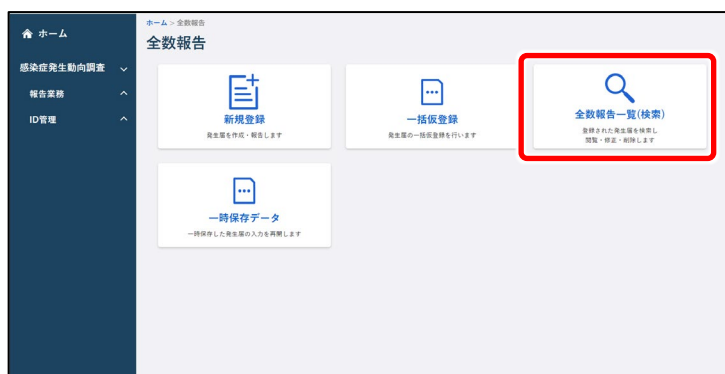 ホーム
感染症発生動向調査
報告業務
ID管理
ホーム > 全数報告
全数報告
新規登録
発生届を作成・報告します
一括仮登録
発生届の一括仮登録を行います
全数報告一覧(検索)
登録された発生届を検索し
閲覧・修正・削除します
一時保存データ
一時保存した発生届の入力を再開します